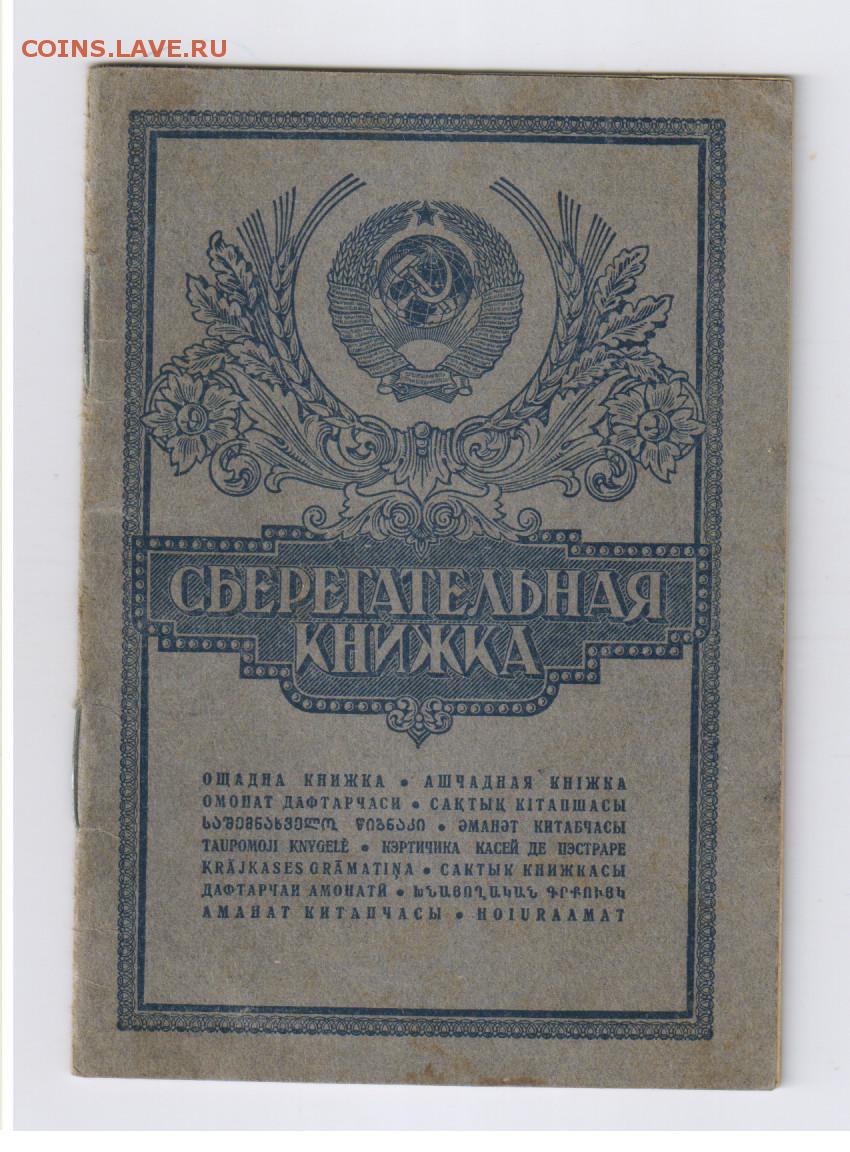 COINS.LAVE.RU
СБЕРЕГАТЕЛЬНАЯ
КНИЖКА
ОЩАДНА КНИЖКА • АШЧАДНАЯ КНІЖКА
ОМОНАТ ДАФТАРЧАСИ • САҚТЫҚ КІТАПШАСЫ
ᲡᲐᲨᲔᲛᲜᲐᲮᲕᲔᲚᲝ ᲬᲘᲒᲜᲐᲙᲘ • ӘМАНӘТ КИТАБЧАСЫ
TAUPOMOJI KNYGELĖ • КЭРТИЧИКА КАСЕЙ ДЕ ПЭСТРАРЕ
KRĀJKASES GRĀMATIŅA • САКТЫК КНИЖКАСЫ
ДАФТАРЧАИ АМОНАТӢ • ԽՆԱՅՈՂԱԿԱՆ ԳՐՔՈՒՅԿ
АМАНАТ КИТАПЧАСЫ • HOIURAAMAT